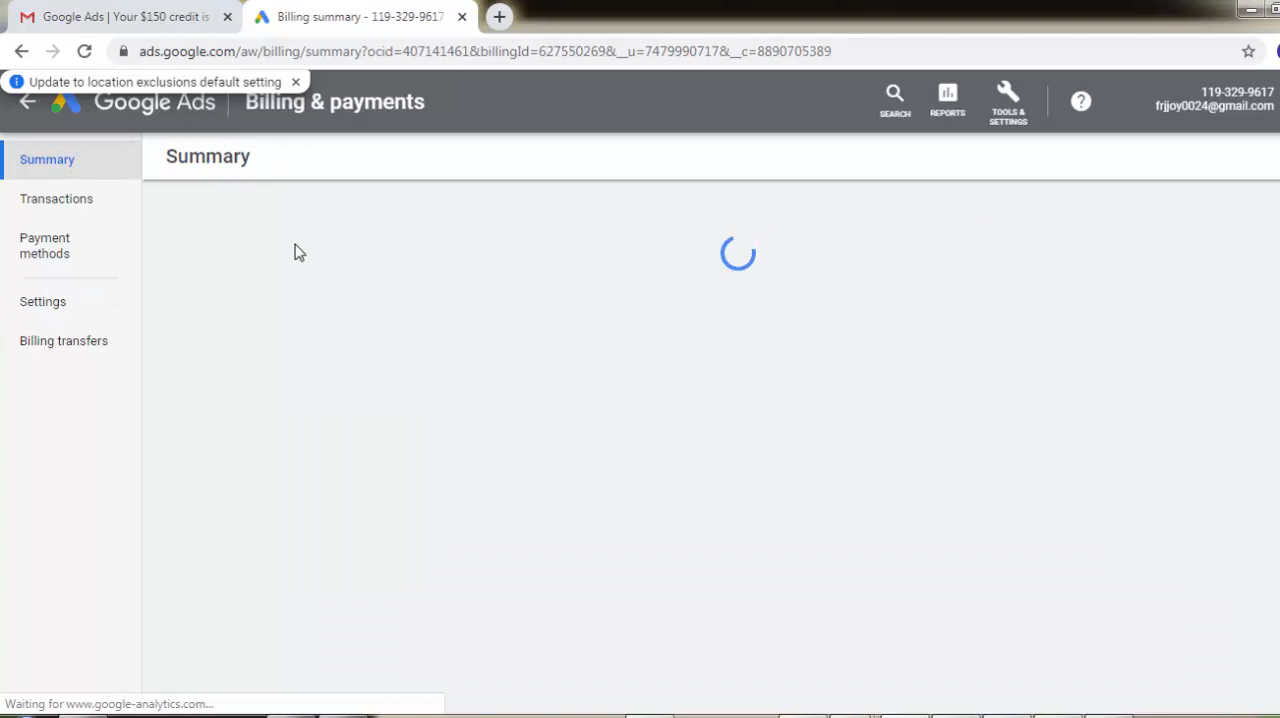 Google Ads | Your $150 credit is
Billing summary - 119-329-9617
ads.google.com/aw/billing/summary?ocid=407141461&billingId=627550269&__u=7479990717&__c=8890705389
Update to location exclusions default setting
Google Ads
Billing & payments
SEARCH
REPORTS
TOOLS &
SETTINGS
119-329-9617
frjjoy0024@gmail.com
Summary
Transactions
Payment
methods
Settings
Billing transfers
Summary
Waiting for www.google-analytics.com...